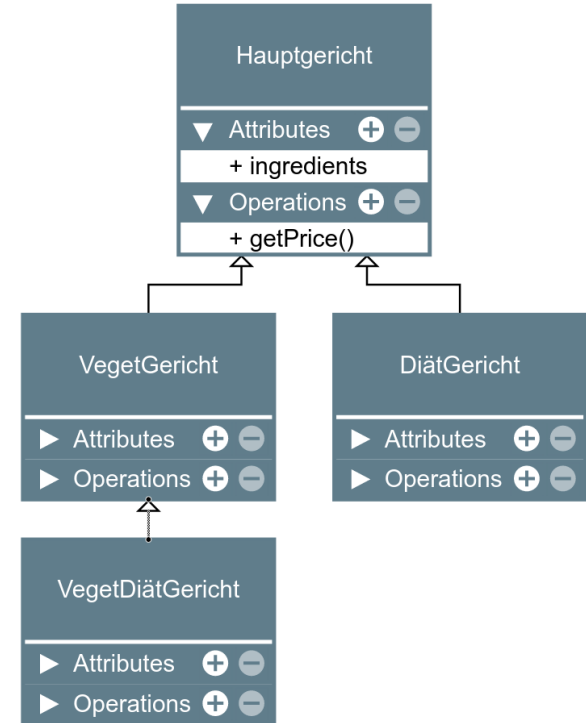 Hauptgericht
Attributes
+ ingredients
Operations
+ getPrice()
VegetGericht
Attributes
Operations
DiätGericht
Attributes
Operations
VegetDiätGericht
Attributes
Operations